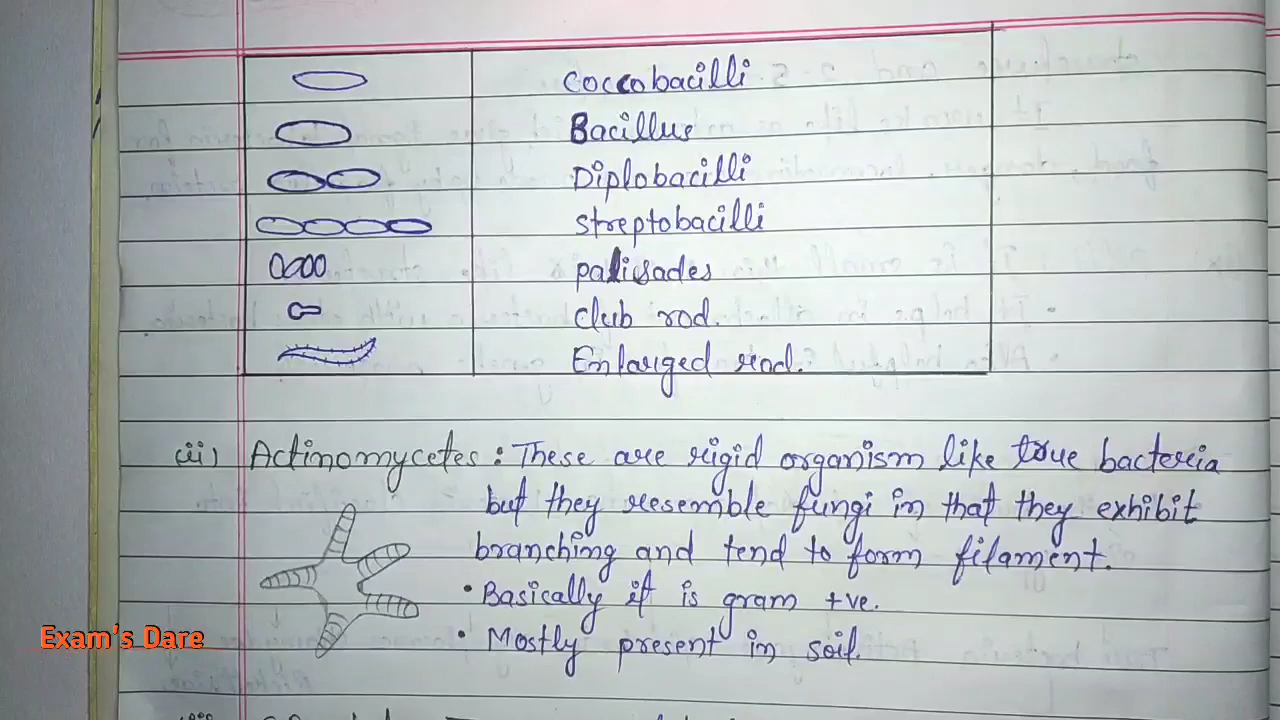 Coccobacilli
Bacillus
Diplobacilli
streptobacilli
palisades
club rod.
Enlarged rod.
(ii) Actinomycetes : These are rigid organism like true bacteria
but they resemble fungi in that they exhibit
branching and tend to form filament.
• Basically it is gram +ve.
• Mostly present in soil.
Exam's Dare